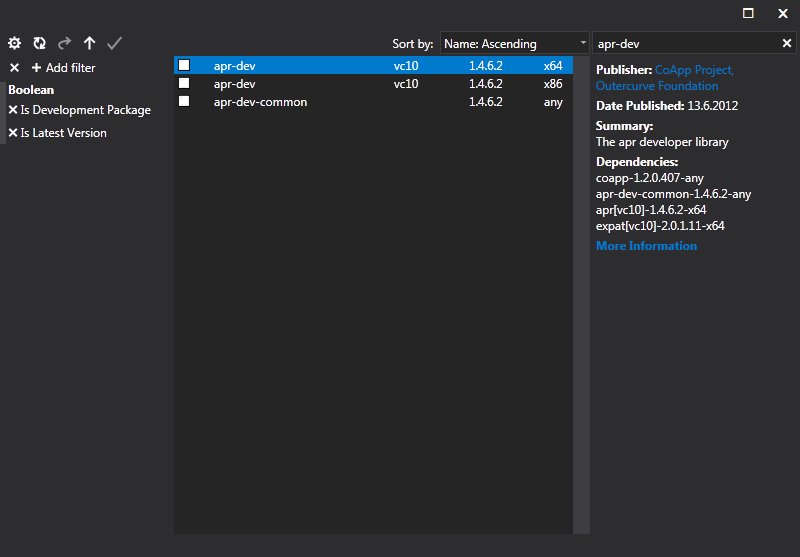 Sort by: Name: Ascending apr-dev
Add filter
Boolean
Is Development Package
Is Latest Version
apr-dev vc10 1.4.6.2 x64
apr-dev vc10 1.4.6.2 x86
apr-dev-common 1.4.6.2 any
Publisher: CoApp Project,
Outercurve Foundation
Date Published: 13.6.2012
Summary:
The apr developer library
Dependencies:
coapp-1.2.0.407-any
apr-dev-common-1.4.6.2-any
apr[vc10]-1.4.6.2-x64
expat[vc10]-2.0.1.11-x64
More Information